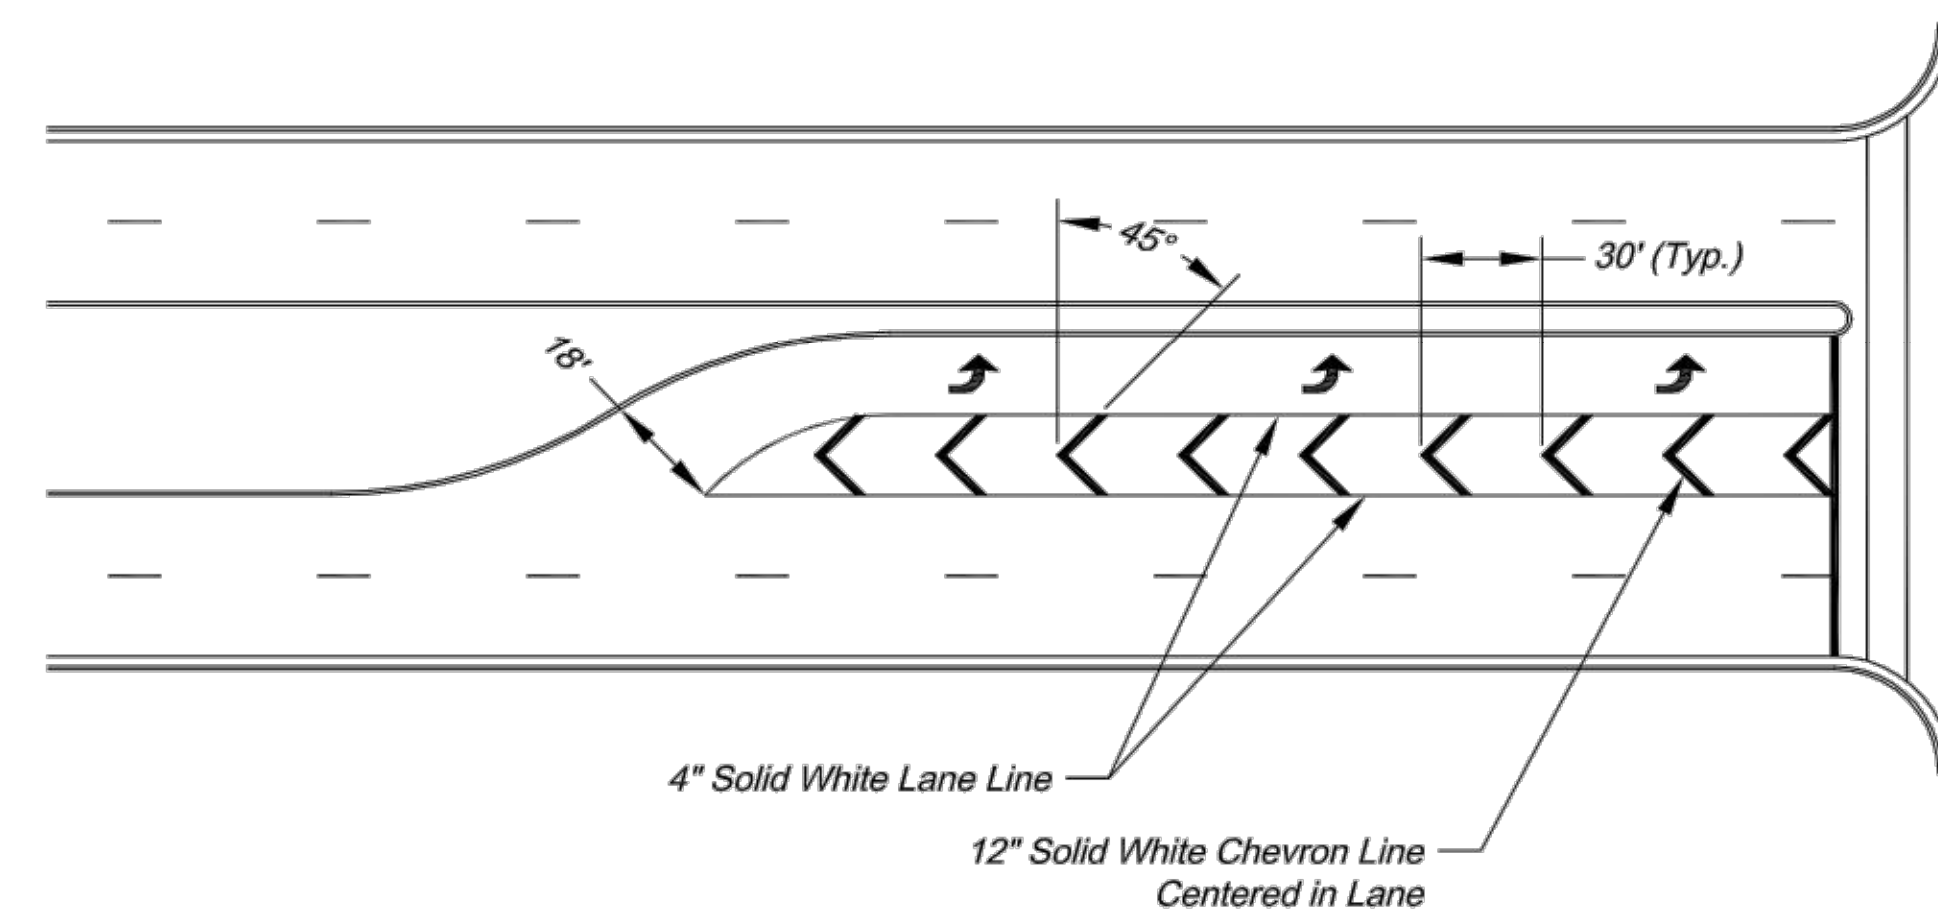 45°
30' (Typ.)
18'
4" Solid White Lane Line
12" Solid White Chevron Line
Centered in Lane